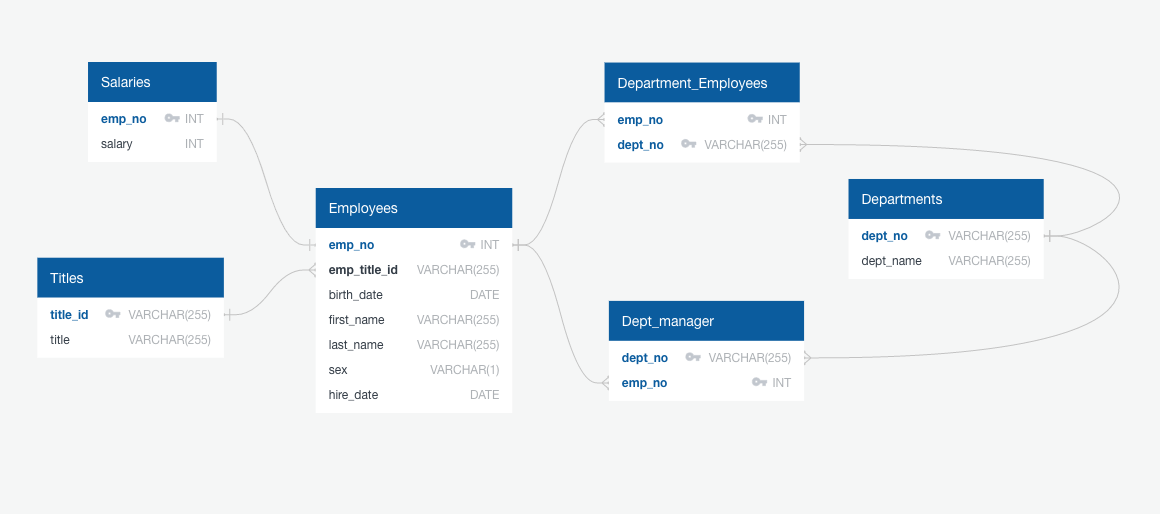 Salaries
emp_no INT
salary INT
Titles
title_id VARCHAR(255)
title VARCHAR(255)
Employees
emp_no INT
emp_title_id VARCHAR(255)
birth_date DATE
first_name VARCHAR(255)
last_name VARCHAR(255)
sex VARCHAR(1)
hire_date DATE
Department_Employees
emp_no INT
dept_no VARCHAR(255)
Dept_manager
dept_no VARCHAR(255)
emp_no INT
Departments
dept_no VARCHAR(255)
dept_name VARCHAR(255)